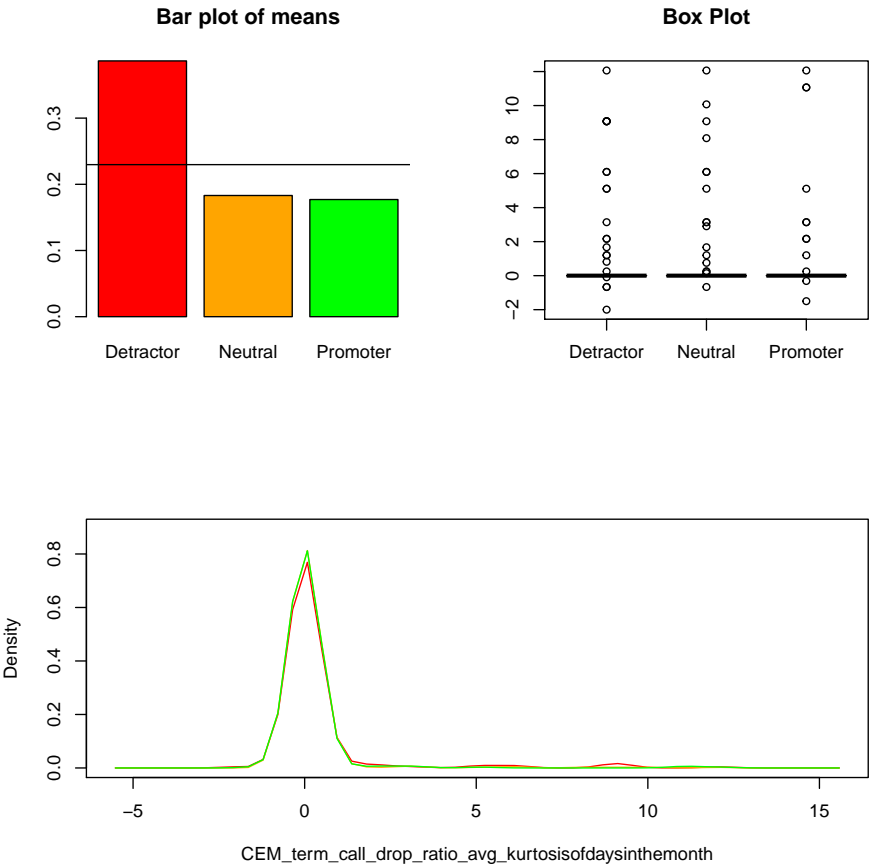 Bar plot of means
0.0 0.1 0.2 0.3
Detractor Neutral Promoter
Box Plot
−2 0 2 4 6 8 10
Detractor Neutral Promoter
Density
0.0 0.2 0.4 0.6 0.8
−5 0 5 10 15
CEM_term_call_drop_ratio_avg_kurtosisofdaysinthemonth